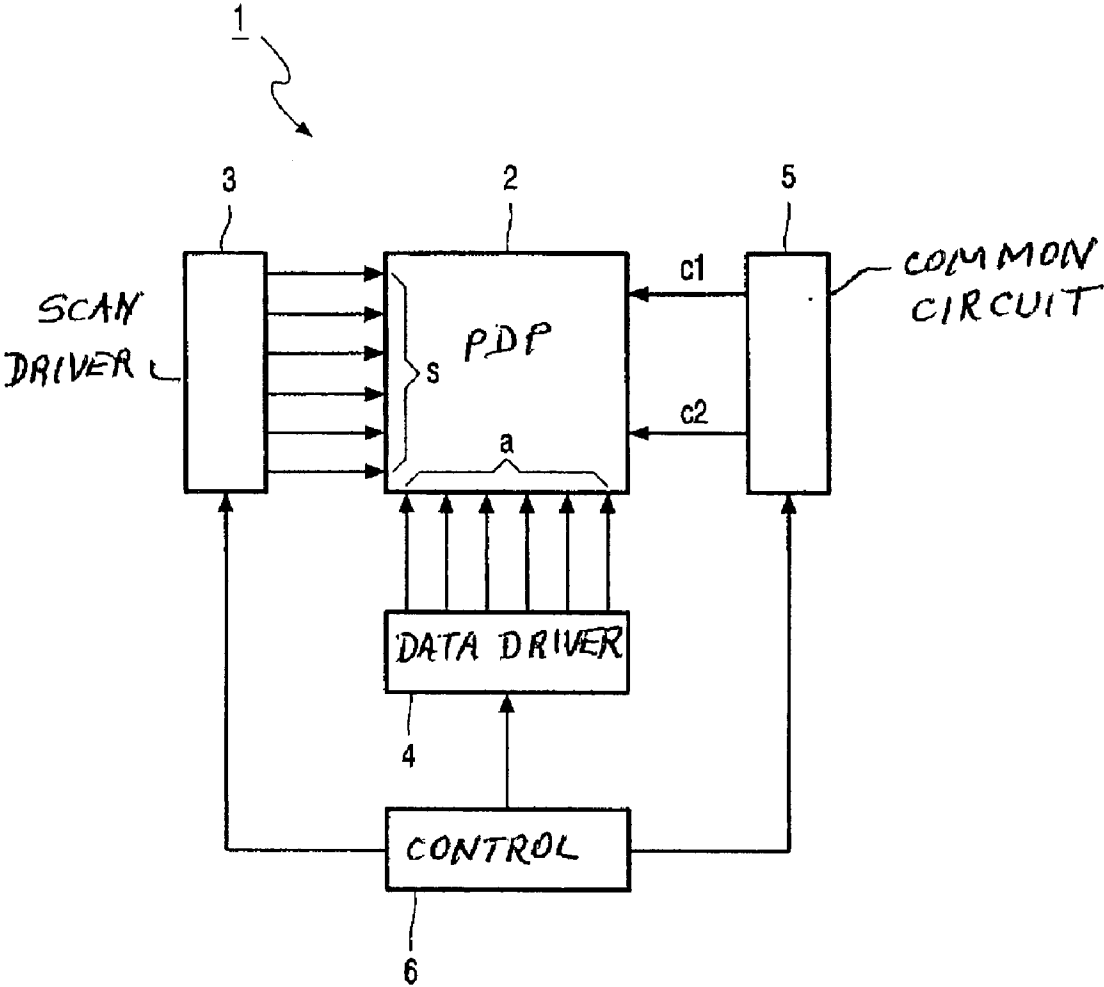 1
3
2
5
SCAN
DRIVER
PDP
s
a
c1
c2
COMMON
CIRCUIT
DATA DRIVER
4
CONTROL
6